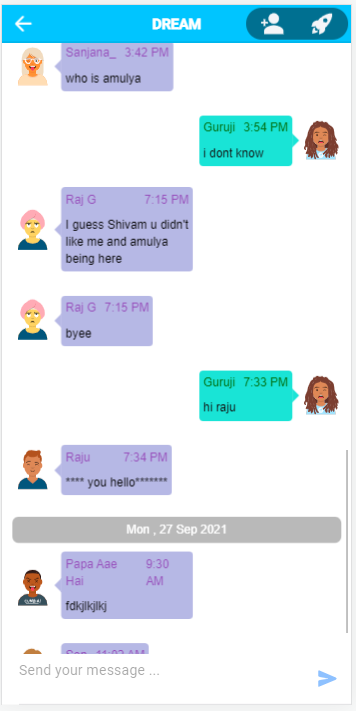 DREAM
Sanjana_ 3:42 PM
who is amulya
Guruji 3:54 PM
i dont know
Raj G 7:15 PM
I guess Shivam u didn't
like me and amulya
being here
Raj G 7:15 PM
byee
Guruji 7:33 PM
hi raju
Raju 7:34 PM
**** you hello*******
Mon , 27 Sep 2021
Papa Aae 9:30
Hai AM
fdkjlkjlkj
Send your message ...